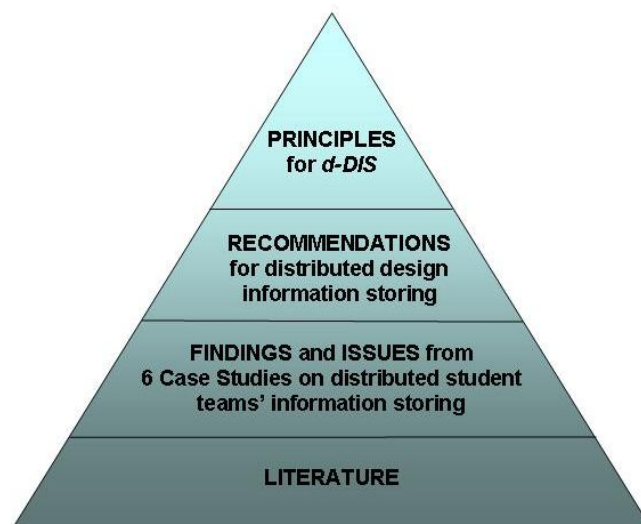 PRINCIPLES
for d-DIS
RECOMMENDATIONS
for distributed design
information storing
FINDINGS and ISSUES from
6 Case Studies on distributed student
teams’ information storing
LITERATURE